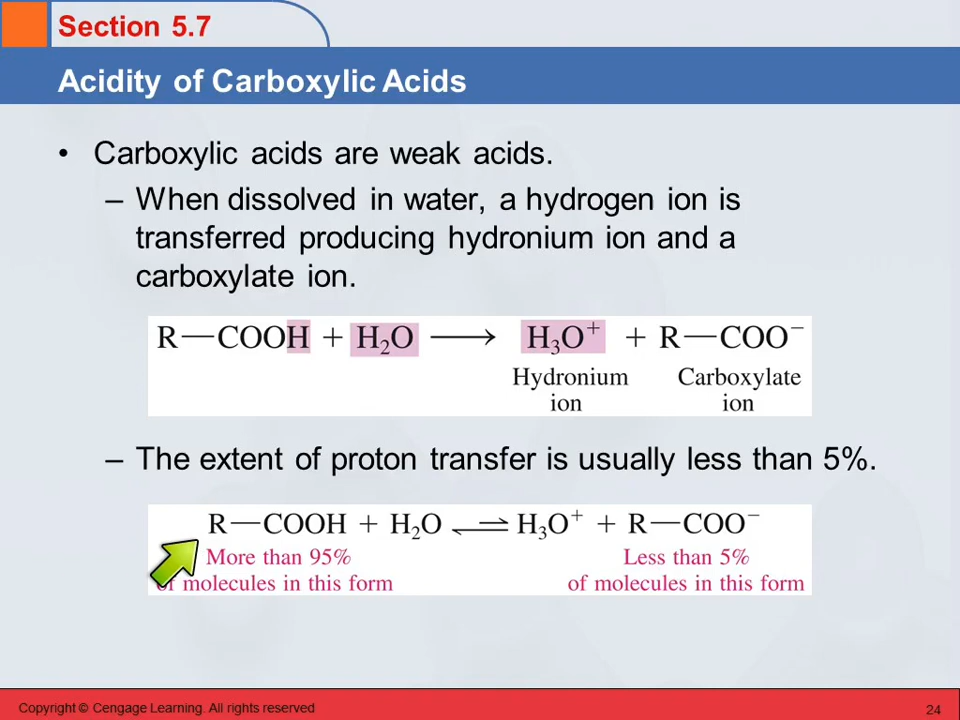 Section 5.7
Acidity of Carboxylic Acids
• Carboxylic acids are weak acids.
– When dissolved in water, a hydrogen ion is
transferred producing hydronium ion and a
carboxylate ion.
R—COOH + H₂O ⟶ H₃O⁺ + R—COO⁻
Hydronium ion Carboxylate ion
– The extent of proton transfer is usually less than 5%.
R—COOH + H₂O ⇌ H₃O⁺ + R—COO⁻
More than 95% Less than 5%
of molecules in this form of molecules in this form
Copyright © Cengage Learning. All rights reserved 24